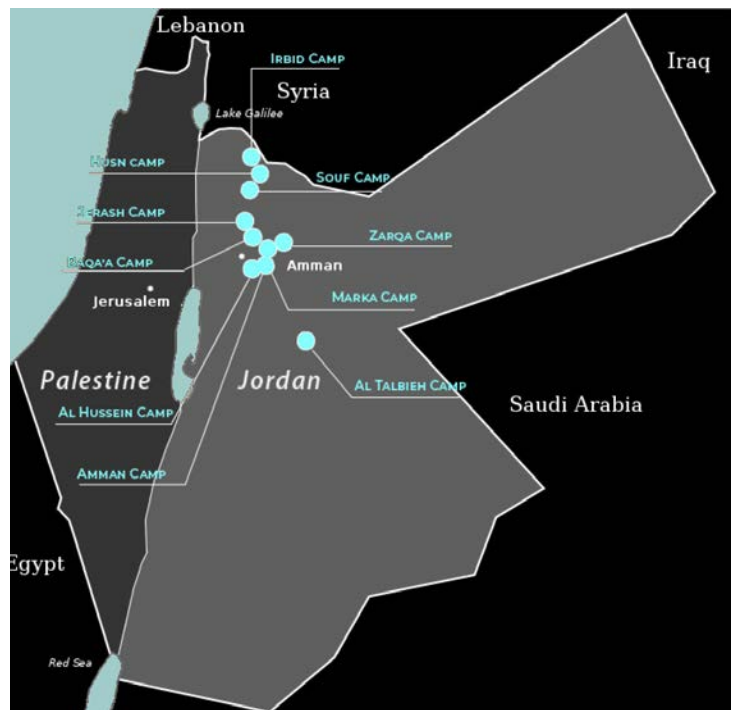 Lebanon
IRBID CAMP
Iraq
Syria
Lake Galilee
HUSN CAMP
SOUF CAMP
JERASH CAMP
ZARQA CAMP
BAQA'A CAMP
Amman
Jerusalem
MARKA CAMP
Palestine
Jordan
AL TALBIEH CAMP
Saudi Arabia
AL HUSSEIN CAMP
AMMAN CAMP
Egypt
Red Sea